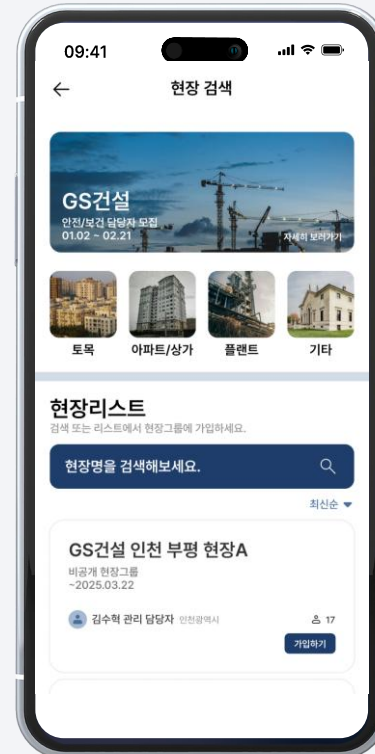 09:41
현장 검색
GS건설
안전/보건 담당자 모집
01.02 ~ 02.21
자세히 보러가기
토목
아파트/상가
플랜트
기타
현장리스트
검색 또는 리스트에서 현장그룹에 가입하세요.
현장명을 검색해보세요.
최신순
GS건설 인천 부평 현장A
비공개 현장그룹
~2025.03.22
김수혁 관리 담당자 인천광역시
17
가입하기